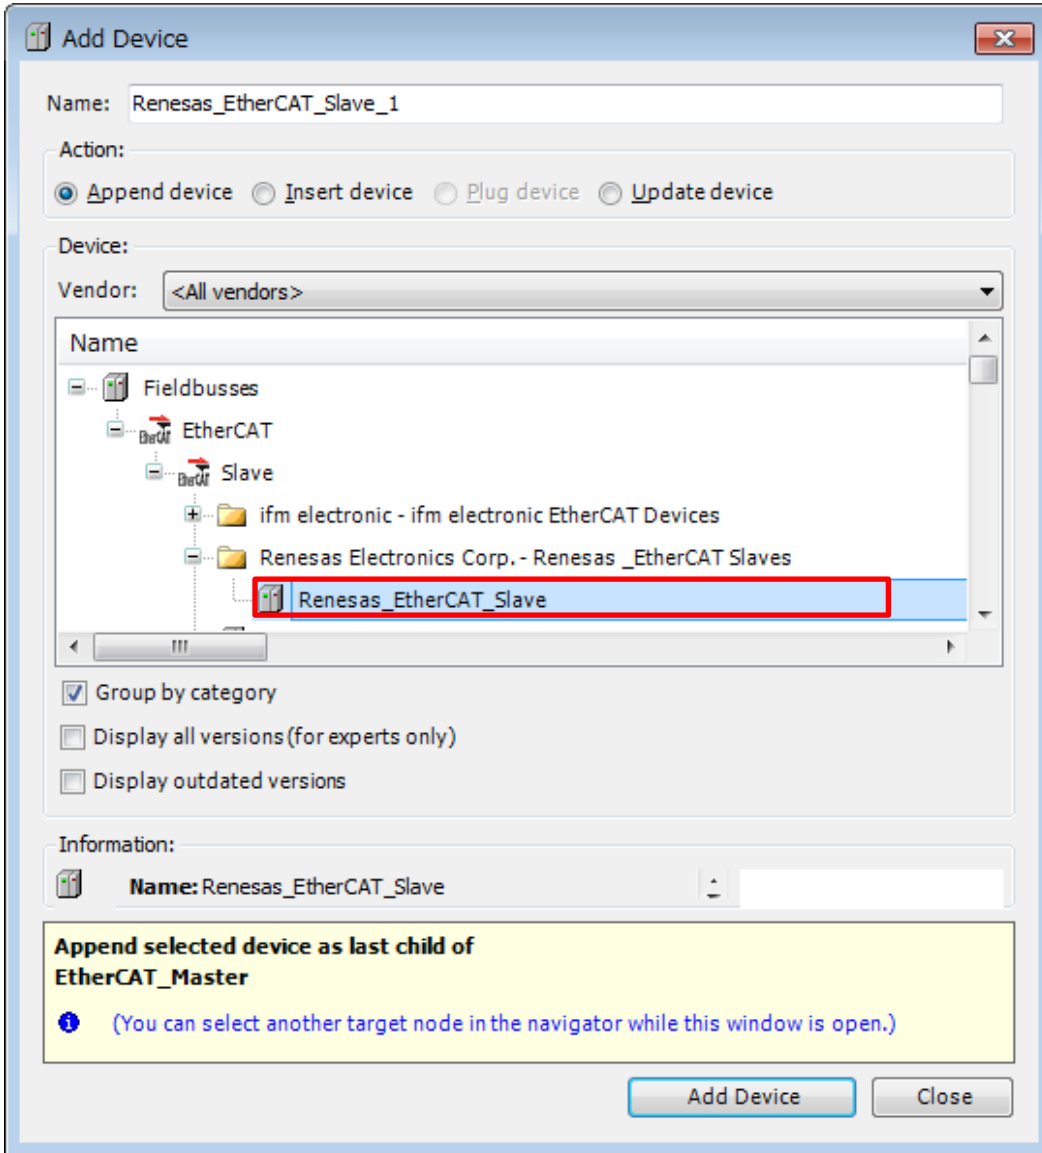 Add Device
Name: Renesas_EtherCAT_Slave_1
Action:
Append device Insert device Plug device Update device
Device:
Vendor: <All vendors>
Name
Fieldbusses
EtherCAT EtherCAT
EtherCAT Slave
ifm electronic - ifm electronic EtherCAT Devices
Renesas Electronics Corp. - Renesas _EtherCAT Slaves
Renesas_EtherCAT_Slave
Group by category
Display all versions (for experts only)
Display outdated versions
Information:
Name: Renesas_EtherCAT_Slave
Append selected device as last child of
EtherCAT_Master
(You can select another target node in the navigator while this window is open.)
Add Device Close